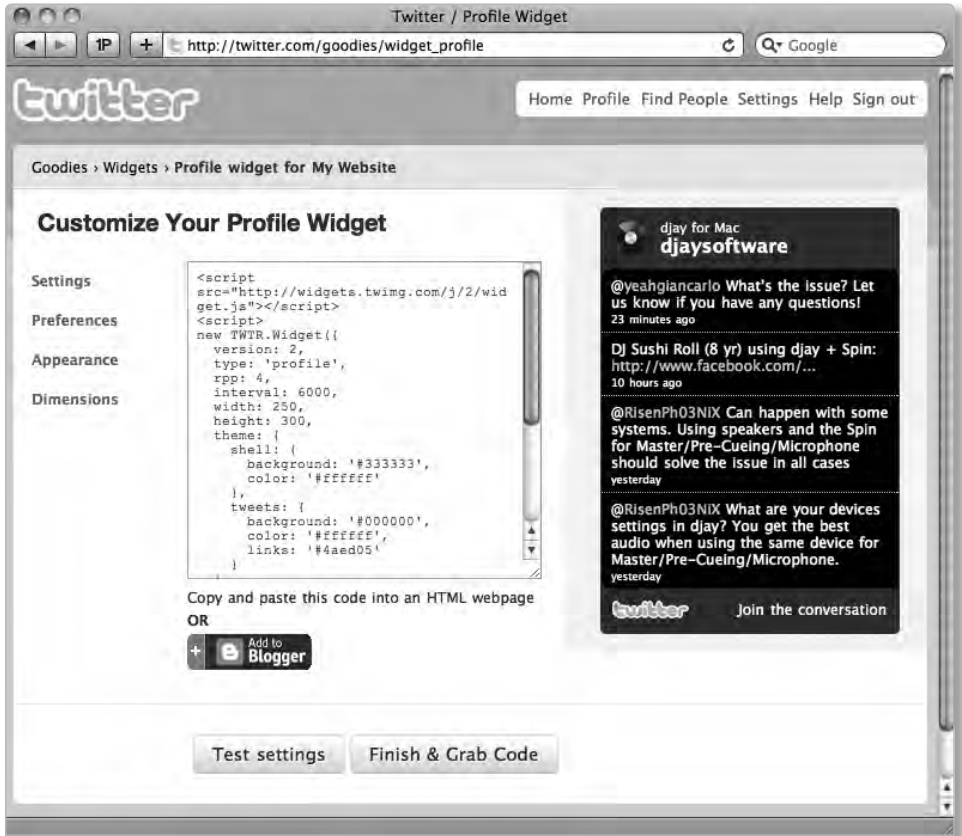 Twitter / Profile Widget
1P
+
http://twitter.com/goodies/widget_profile
Google
twitter
Home Profile Find People Settings Help Sign out
Goodies › Widgets › Profile widget for My Website
Customize Your Profile Widget
Settings
Preferences
Appearance
Dimensions
<script
src="http://widgets.twimg.com/j/2/wid
get.js"></script>
<script>
new TWTR.Widget({
  version: 2,
  type: 'profile',
  rpp: 4,
  interval: 6000,
  width: 250,
  height: 300,
  theme: {
    shell: {
      background: '#333333',
      color: '#ffffff'
    },
    tweets: {
      background: '#000000',
      color: '#ffffff',
      links: '#4aed05'
    }
Copy and paste this code into an HTML webpage
OR
+ Add to
Blogger
djay for Mac
djaysoftware
@yeahgiancarlo What's the issue? Let
us know if you have any questions!
23 minutes ago
DJ Sushi Roll (8 yr) using djay + Spin:
http://www.facebook.com/...
10 hours ago
@RisenPh03NiX Can happen with some
systems. Using speakers and the Spin
for Master/Pre-Cueing/Microphone
should solve the issue in all cases
yesterday
@RisenPh03NiX What are your devices
settings in djay? You get the best
audio when using the same device for
Master/Pre-Cueing/Microphone.
yesterday
twitter
Join the conversation
Test settings
Finish & Grab Code